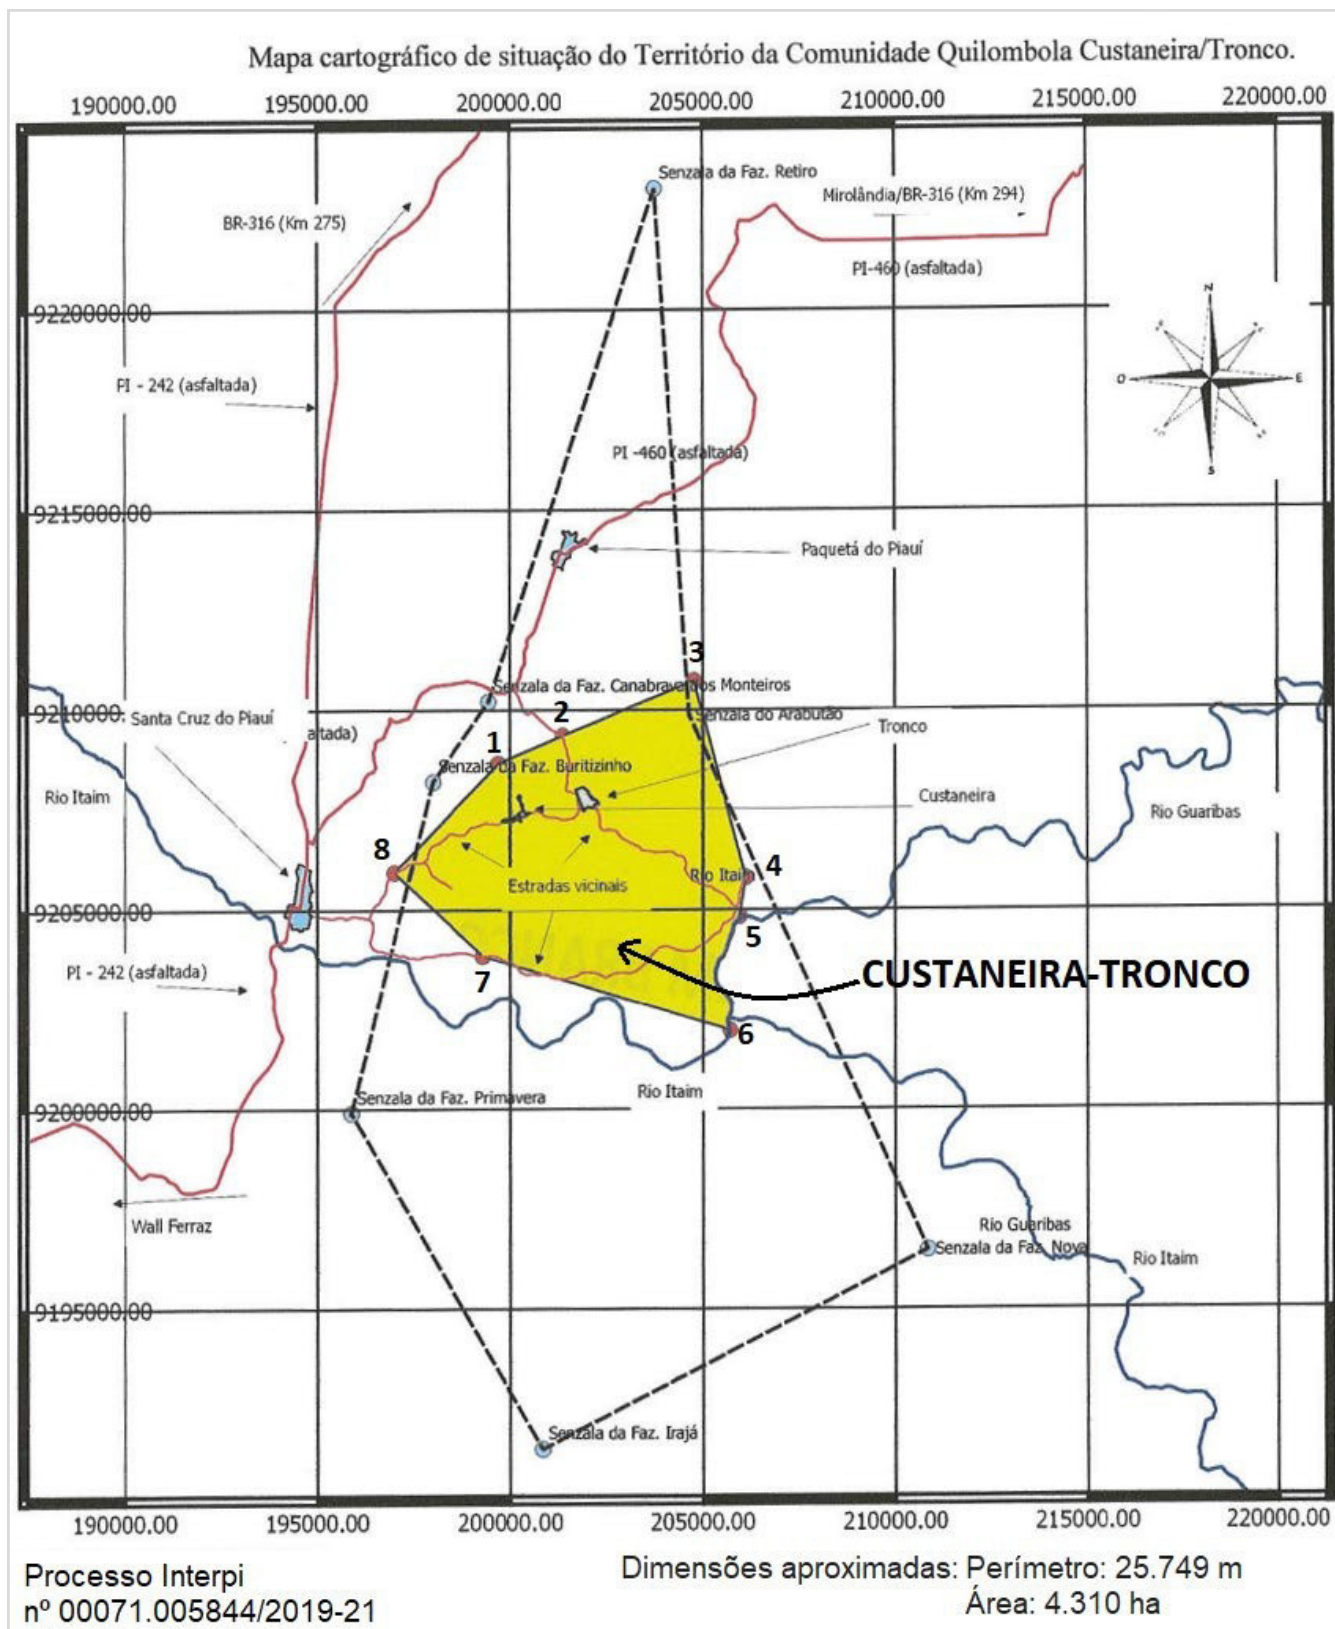 Mapa cartográfico de situação do Território da Comunidade Quilombola Custaneira/Tronco.
190000.00 195000.00 200000.00 205000.00 210000.00 215000.00 220000.00
Senzala da Faz. Retiro
Mirolândia/BR-316 (Km 294)
BR-316 (Km 275)
PI-460 (asfaltada)
N
9220000.00
O E
PI - 242 (asfaltada)
PI -460 (asfaltada)
S
9215000.00
Paquetá do Piauí
3
Senzala da Faz. Canabrava dos Monteiros
9210000.
Santa Cruz do Piauí
2
Senzala do Arabutão
altada)
Tronco
1
Senzala da Faz. Buritizinho
Rio Itaim
Custaneira
Rio Guaribas
8
4
Rio Itaim
Estradas vicinais
9205000.00
5
PI - 242 (asfaltada)
CUSTANEIRA-TRONCO
7
6
Rio Itaim
Senzala da Faz. Primavera
9200000.00
Wall Ferraz
Rio Guaribas
Senzala da Faz. Nova
Rio Itaim
9195000.00
Senzala da Faz. Irajá
190000.00 195000.00 200000.00 205000.00 210000.00 215000.00 220000.00
Processo Interpi
nº 00071.005844/2019-21
Dimensões aproximadas: Perímetro: 25.749 m
Área: 4.310 ha